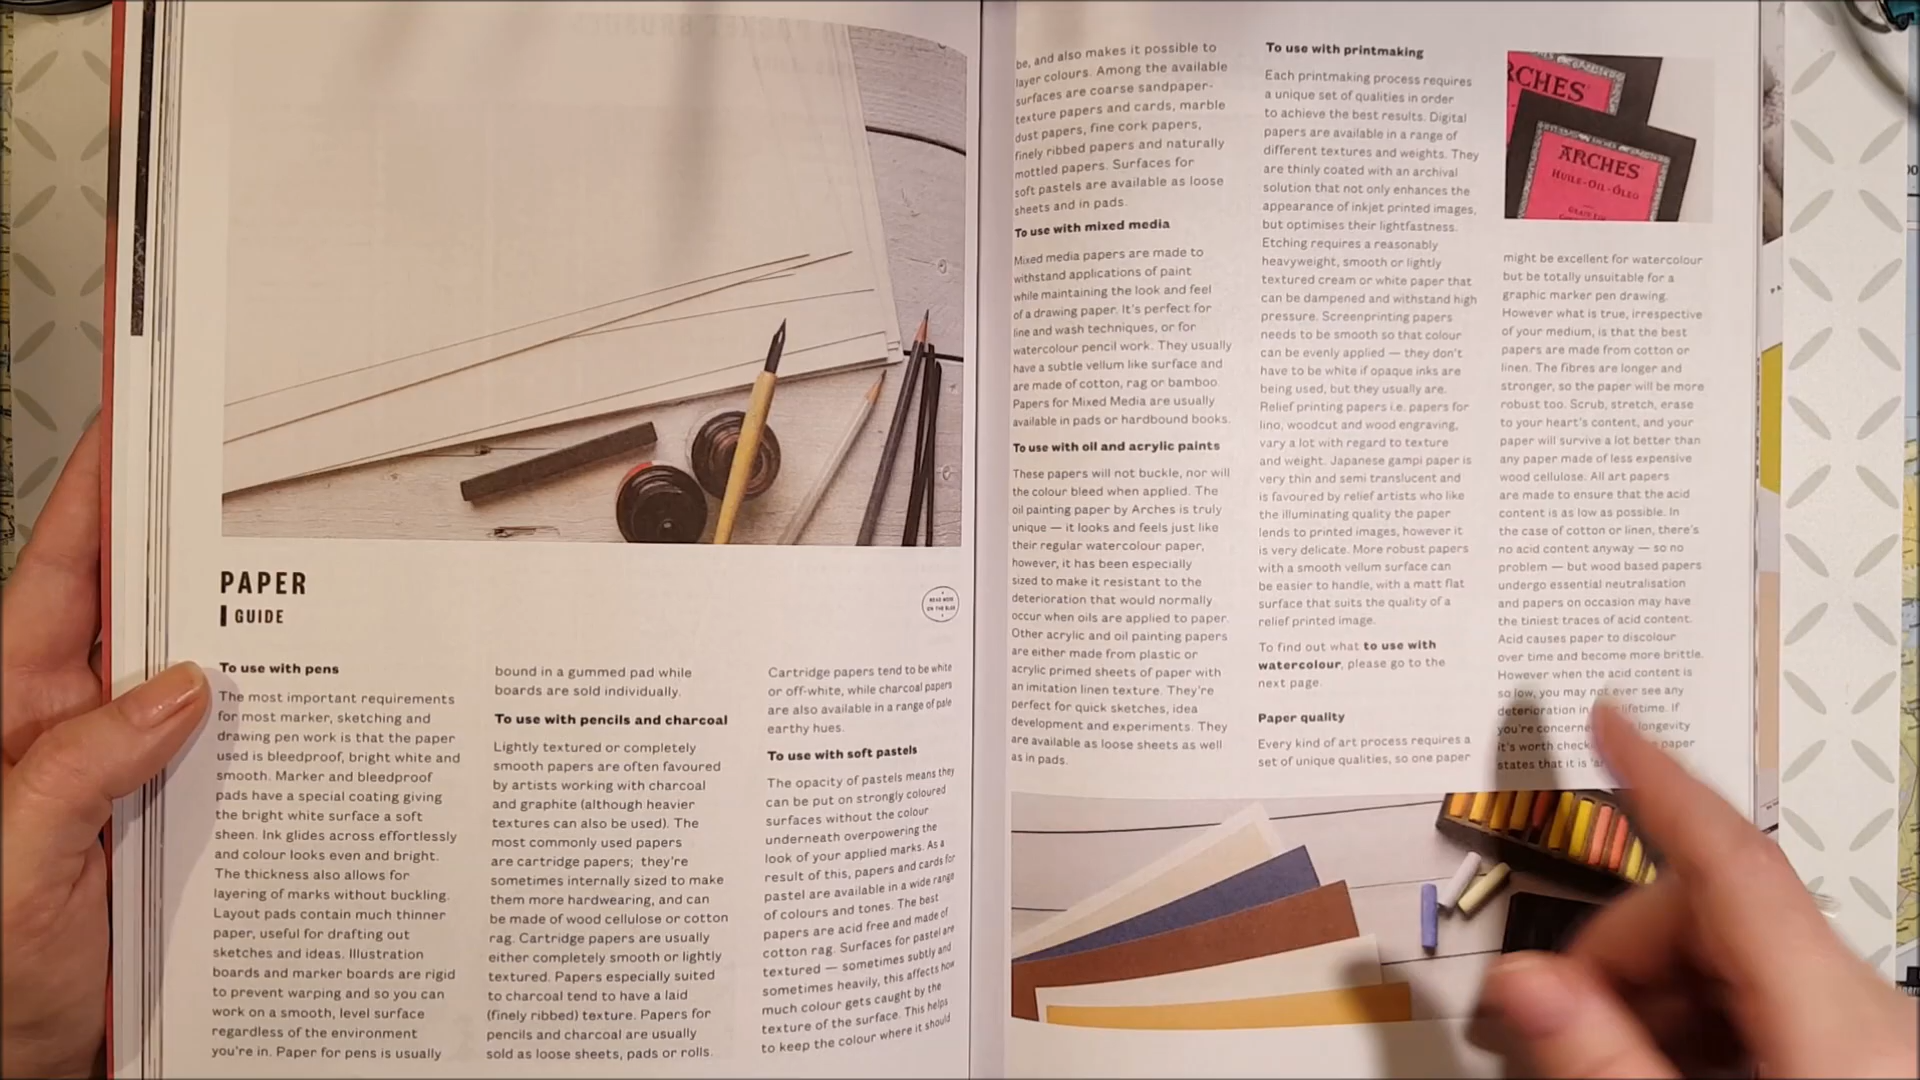 PAPER
GUIDE
READ MORE
ON THE BLOG
To use with pens
The most important requirements
for most marker, sketching and
drawing pen work is that the paper
used is bleedproof, bright white and
smooth. Marker and bleedproof
pads have a special coating giving
the bright white surface a soft
sheen. Ink glides across effortlessly
and colour looks even and bright.
The thickness also allows for
layering of marks without buckling.
Layout pads contain much thinner
paper, useful for drafting out
sketches and ideas. Illustration
boards and marker boards are rigid
to prevent warping and so you can
work on a smooth, level surface
regardless of the environment
you're in. Paper for pens is usually
bound in a gummed pad while
boards are sold individually.
To use with pencils and charcoal
Lightly textured or completely
smooth papers are often favoured
by artists working with charcoal
and graphite (although heavier
textures can also be used). The
most commonly used papers
are cartridge papers; they're
sometimes internally sized to make
them more hardwearing, and can
be made of wood cellulose or cotton
rag. Cartridge papers are usually
either completely smooth or lightly
textured. Papers especially suited
to charcoal tend to have a laid
(finely ribbed) texture. Papers for
pencils and charcoal are usually
sold as loose sheets, pads or rolls.
Cartridge papers tend to be white
or off-white, while charcoal papers
are also available in a range of pale
earthy hues.
To use with soft pastels
The opacity of pastels means they
can be put on strongly coloured
surfaces without the colour
underneath overpowering the
look of your applied marks. As a
result of this, papers and cards for
pastel are available in a wide range
of colours and tones. The best
papers are acid free and made of
cotton rag. Surfaces for pastel are
textured — sometimes subtly and
sometimes heavily, this affects how
much colour gets caught by the
texture of the surface. This helps
to keep the colour where it should
be, and also makes it possible to
layer colours. Among the available
surfaces are coarse sandpaper-
texture papers and cards, marble
dust papers, fine cork papers,
finely ribbed papers and naturally
mottled papers. Surfaces for
soft pastels are available as loose
sheets and in pads.
To use with mixed media
Mixed media papers are made to
withstand applications of paint
while maintaining the look and feel
of a drawing paper. It's perfect for
line and wash techniques, or for
watercolour pencil work. They usually
have a subtle vellum like surface and
are made of cotton, rag or bamboo.
Papers for Mixed Media are usually
available in pads or hardbound books.
To use with oil and acrylic paints
These papers will not buckle, nor will
the colour bleed when applied. The
oil painting paper by Arches is truly
unique — it looks and feels just like
their regular watercolour paper,
however, it has been especially
sized to make it resistant to the
deterioration that would normally
occur when oils are applied to paper.
Other acrylic and oil painting papers
are either made from plastic or
acrylic primed sheets of paper with
an imitation linen texture. They're
perfect for quick sketches, idea
development and experiments. They
are available as loose sheets as well
as in pads.
To use with printmaking
Each printmaking process requires
a unique set of qualities in order
to achieve the best results. Digital
papers are available in a range of
different textures and weights. They
are thinly coated with an archival
solution that not only enhances the
appearance of inkjet printed images,
but optimises their lightfastness.
Etching requires a reasonably
heavyweight, smooth or lightly
textured cream or white paper that
can be dampened and withstand high
pressure. Screenprinting papers
needs to be smooth so that colour
can be evenly applied — they don't
have to be white if opaque inks are
being used, but they usually are.
Relief printing papers i.e. papers for
lino, woodcut and wood engraving,
vary a lot with regard to texture
and weight. Japanese gampi paper is
very thin and semi translucent and
is favoured by relief artists who like
the illuminating quality the paper
lends to printed images, however it
is very delicate. More robust papers
with a smooth vellum surface can
be easier to handle, with a matt flat
surface that suits the quality of a
relief printed image.
To find out what to use with
watercolour, please go to the
next page.
Paper quality
Every kind of art process requires a
set of unique qualities, so one paper
RCHES
ARCHES
HUILE-OIL-ÓLEO
might be excellent for watercolour
but be totally unsuitable for a
graphic marker pen drawing.
However what is true, irrespective
of your medium, is that the best
papers are made from cotton or
linen. The fibres are longer and
stronger, so the paper will be more
robust too. Scrub, stretch, erase
to your heart's content, and your
paper will survive a lot better than
any paper made of less expensive
wood cellulose. All art papers
are made to ensure that the acid
content is as low as possible. In
the case of cotton or linen, there's
no acid content anyway — so no
problem — but wood based papers
undergo essential neutralisation
and papers on occasion may have
the tiniest traces of acid content.
Acid causes paper to discolour
over time and become more brittle.
However when the acid content is
so low, you may not ever see any
deterioration in lifetime. If
you're longevity
it's worth paper
states that it is